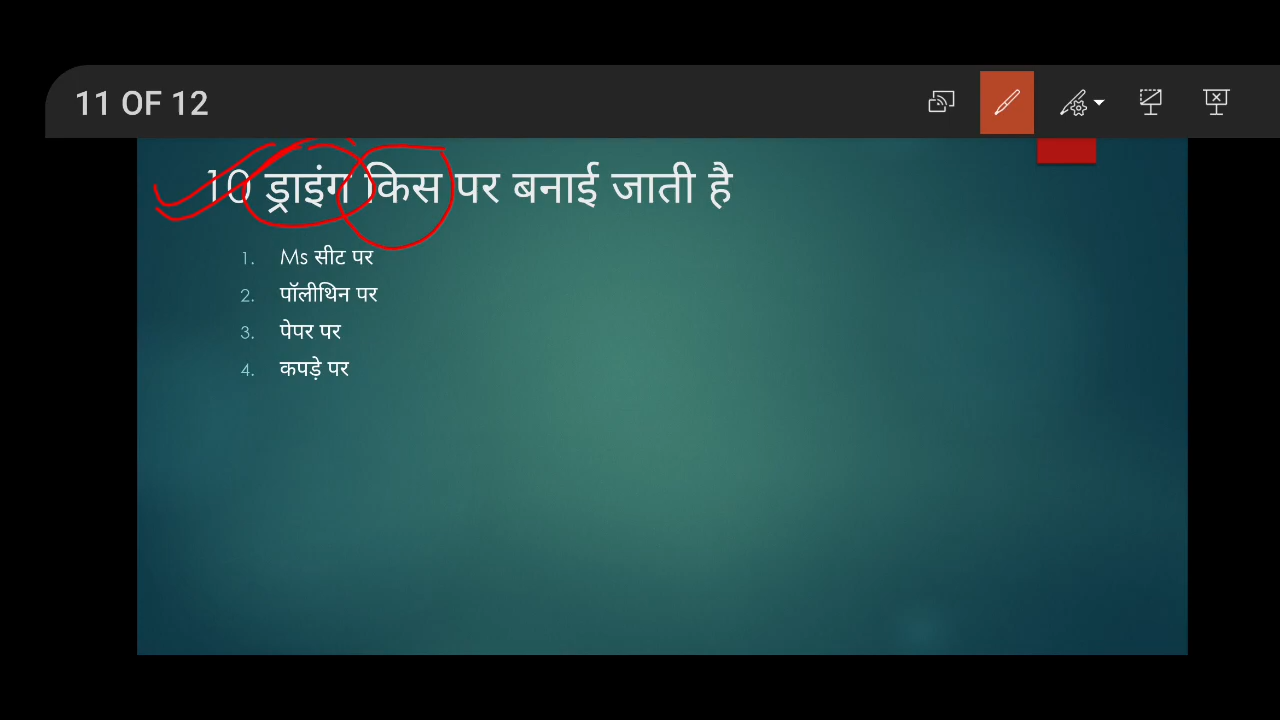 11 OF 12
10 ड्राइंग किस पर बनाई जाती है
1. Ms सीट पर
2. पॉलीथिन पर
3. पेपर पर
4. कपड़े पर